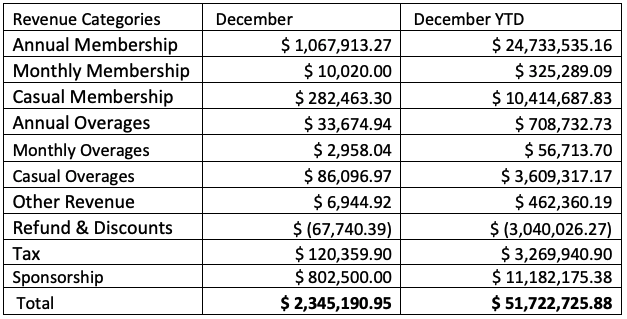 Revenue Categories December December YTD
Annual Membership $ 1,067,913.27 $ 24,733,535.16
Monthly Membership $ 10,020.00 $ 325,289.09
Casual Membership $ 282,463.30 $ 10,414,687.83
Annual Overages $ 33,674.94 $ 708,732.73
Monthly Overages $ 2,958.04 $ 56,713.70
Casual Overages $ 86,096.97 $ 3,609,317.17
Other Revenue $ 6,944.92 $ 462,360.19
Refund & Discounts $ (67,740.39) $ (3,040,026.27)
Tax $ 120,359.90 $ 3,269,940.90
Sponsorship $ 802,500.00 $ 11,182,175.38
Total $ 2,345,190.95 $ 51,722,725.88